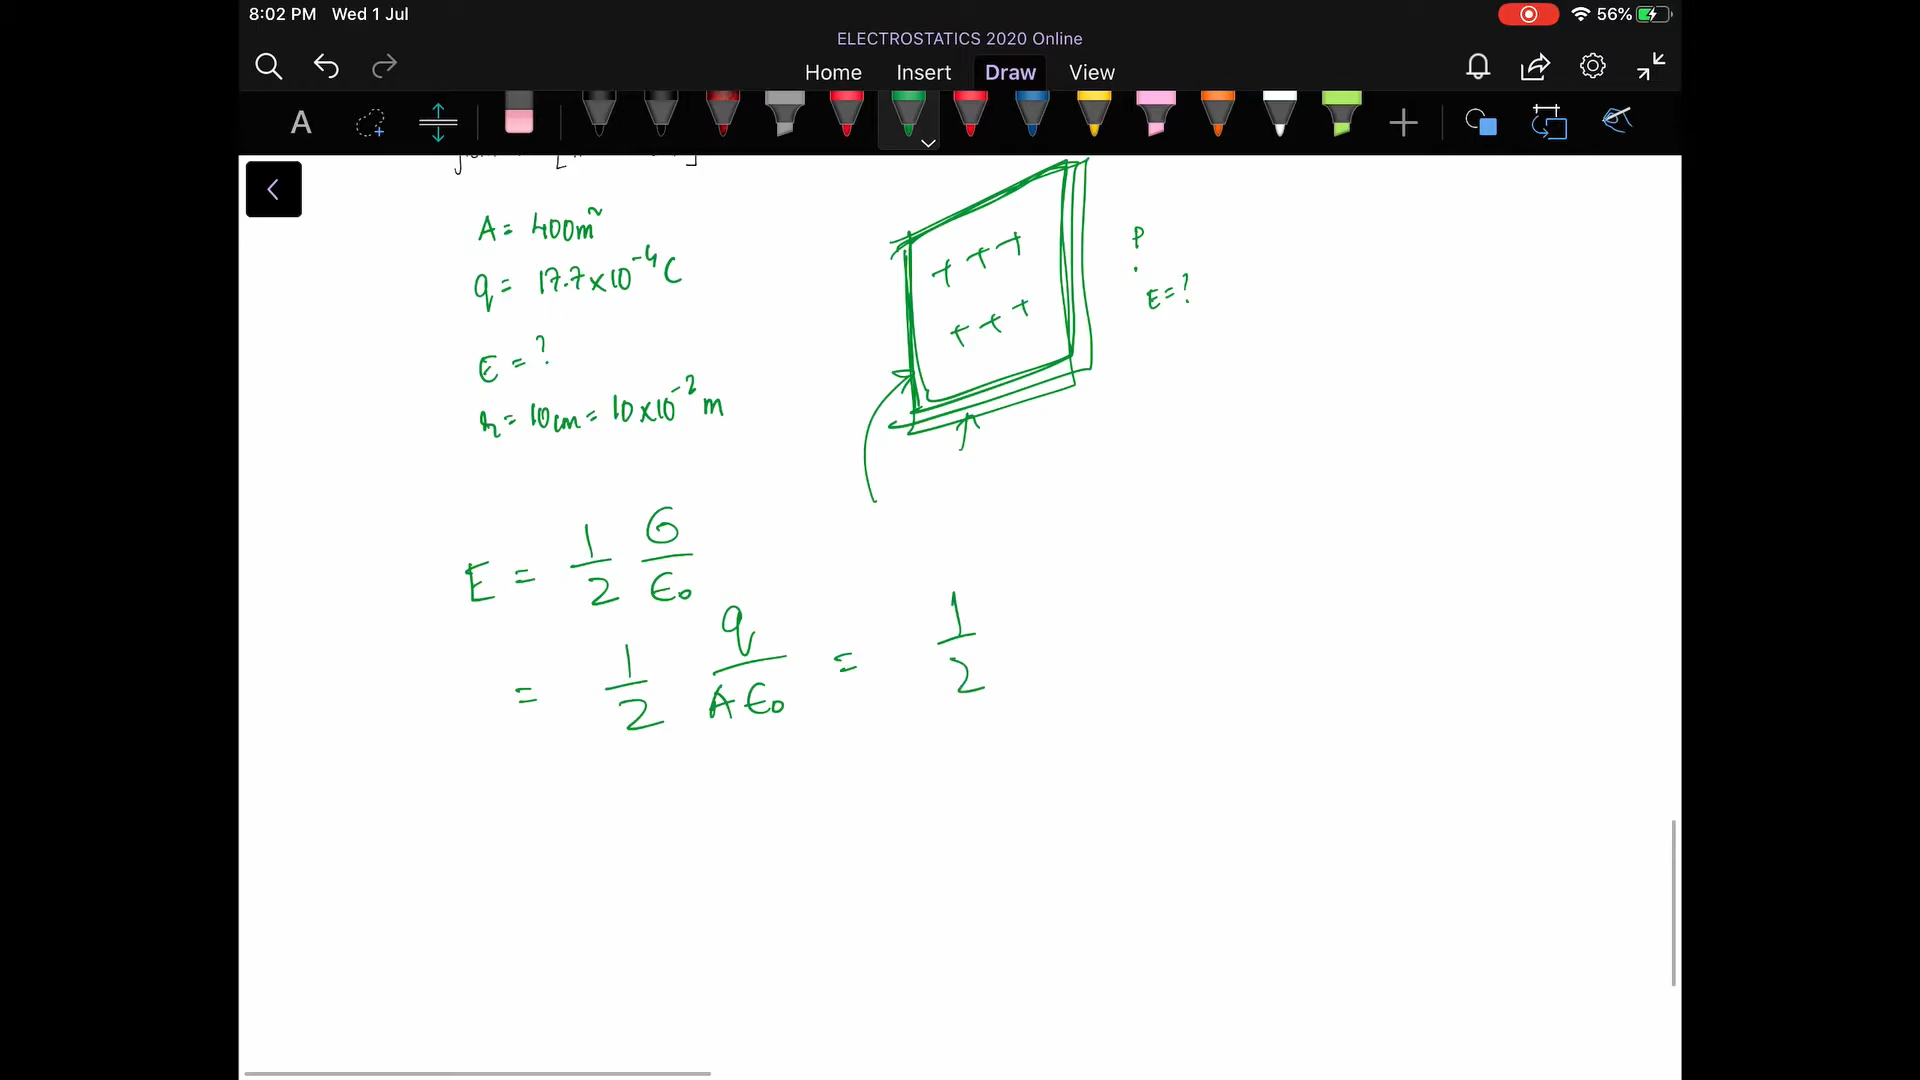 8:02 PM Wed 1 Jul
56%
ELECTROSTATICS 2020 Online
Home Insert Draw View
A
A = 400m²
q = 17.7×10⁻⁴C
E = ?
r = 10cm = 10×10⁻² m
+ + +
+ + +
P
E = ?
E = 1/2 σ/ϵ₀
= 1/2 q/Aϵ₀ = 1/2